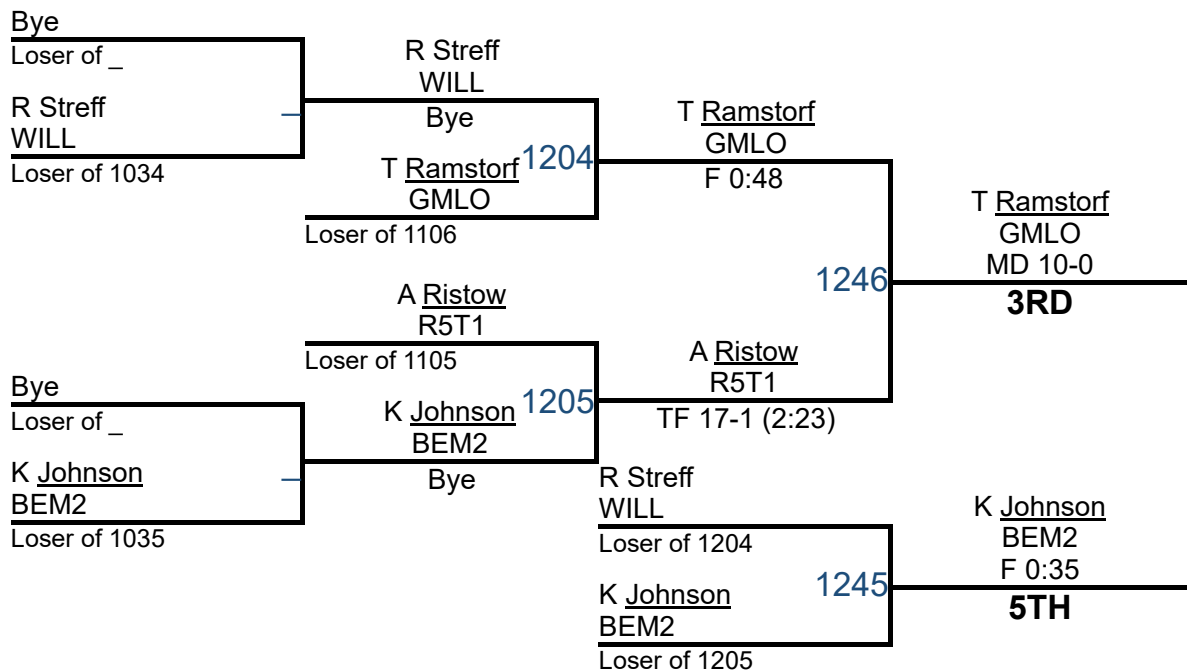 Bye
Loser of _
R Streff
WILL
Loser of 1034
_
R Streff
WILL
Bye
T Ramstorf
GMLO
Loser of 1106
1204
T Ramstorf
GMLO
F 0:48
A Ristow
R5T1
Loser of 1105
Bye
Loser of _
K Johnson
BEM2
Loser of 1035
_
K Johnson
BEM2
Bye
1205
A Ristow
R5T1
TF 17-1 (2:23)
1246
T Ramstorf
GMLO
MD 10-0
3RD
R Streff
WILL
Loser of 1204
K Johnson
BEM2
Loser of 1205
1245
K Johnson
BEM2
F 0:35
5TH